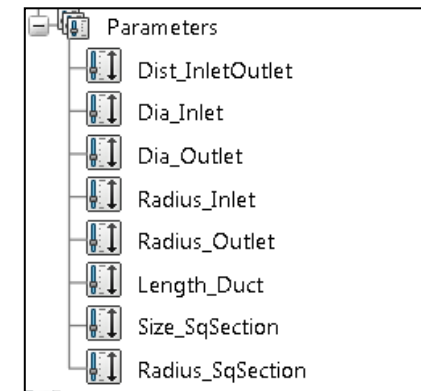 Parameters
Dist_InletOutlet
Dia_Inlet
Dia_Outlet
Radius_Inlet
Radius_Outlet
Length_Duct
Size_SqSection
Radius_SqSection